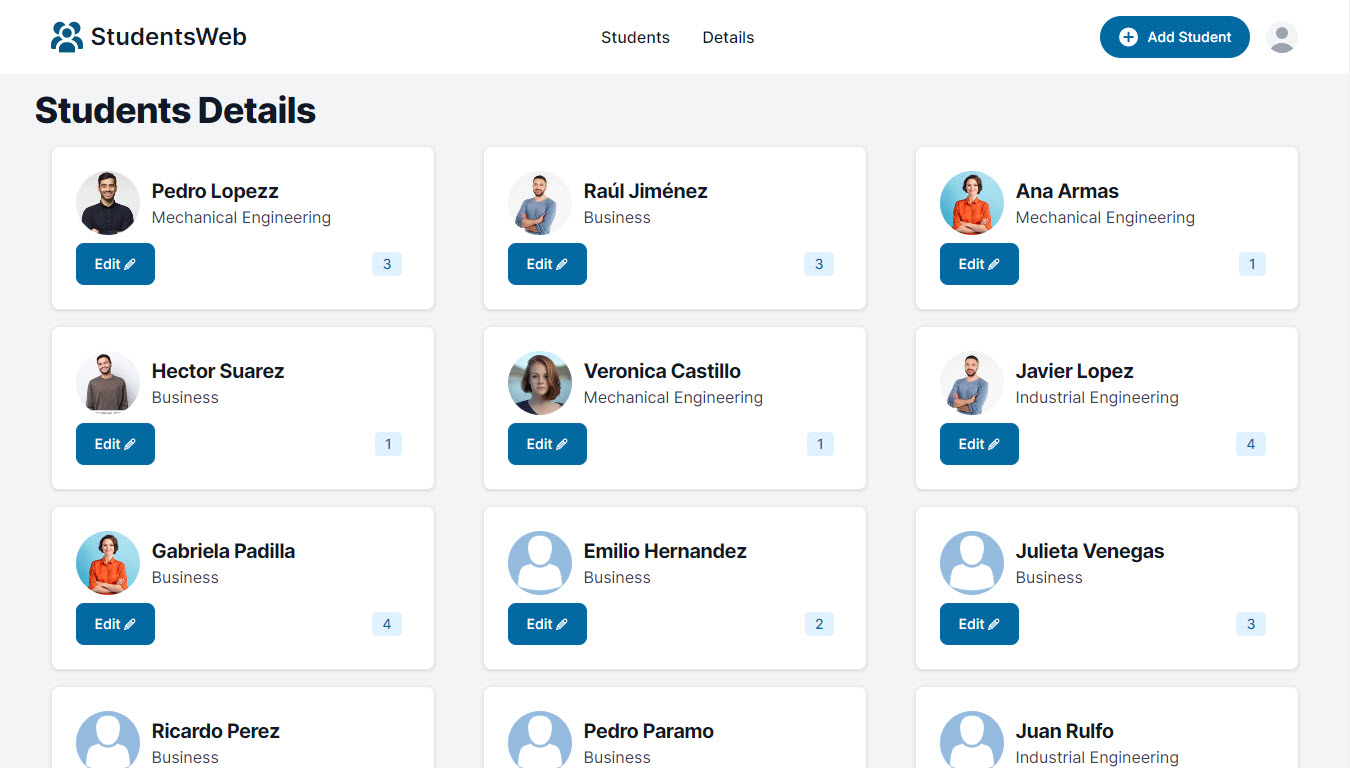 StudentsWeb
Students
Details
Add Student
Students Details
Pedro Lopezz
Mechanical Engineering
Edit
3
Raúl Jiménez
Business
Edit
3
Ana Armas
Mechanical Engineering
Edit
1
Hector Suarez
Business
Edit
1
Veronica Castillo
Mechanical Engineering
Edit
1
Javier Lopez
Industrial Engineering
Edit
4
Gabriela Padilla
Business
Edit
4
Emilio Hernandez
Business
Edit
2
Julieta Venegas
Business
Edit
3
Ricardo Perez
Business
Pedro Paramo
Business
Juan Rulfo
Industrial Engineering